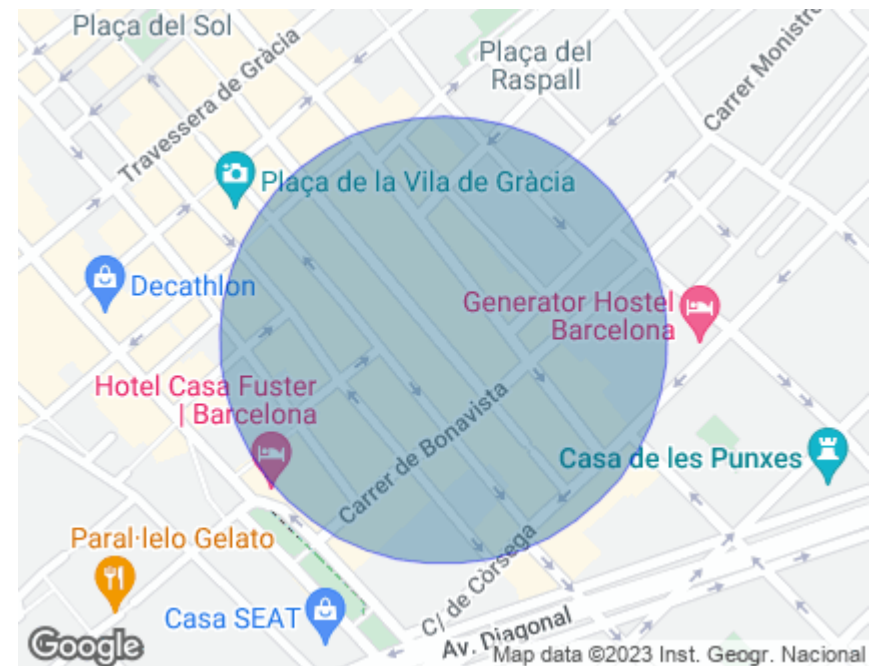 Plaça del Sol
Plaça del
Raspall
Carrer Monistro
Travessera de Gràcia
Plaça de la Vila de Gràcia
Decathlon
Generator Hostel
Barcelona
Hotel Casa Fuster
| Barcelona
Carrer de Bonavista
Casa de les Punxes
Paral·lelo Gelato
C/ de Còrsega
Casa SEAT
Av. Diagonal
Google
Map data ©2023 Inst. Geogr. Nacional